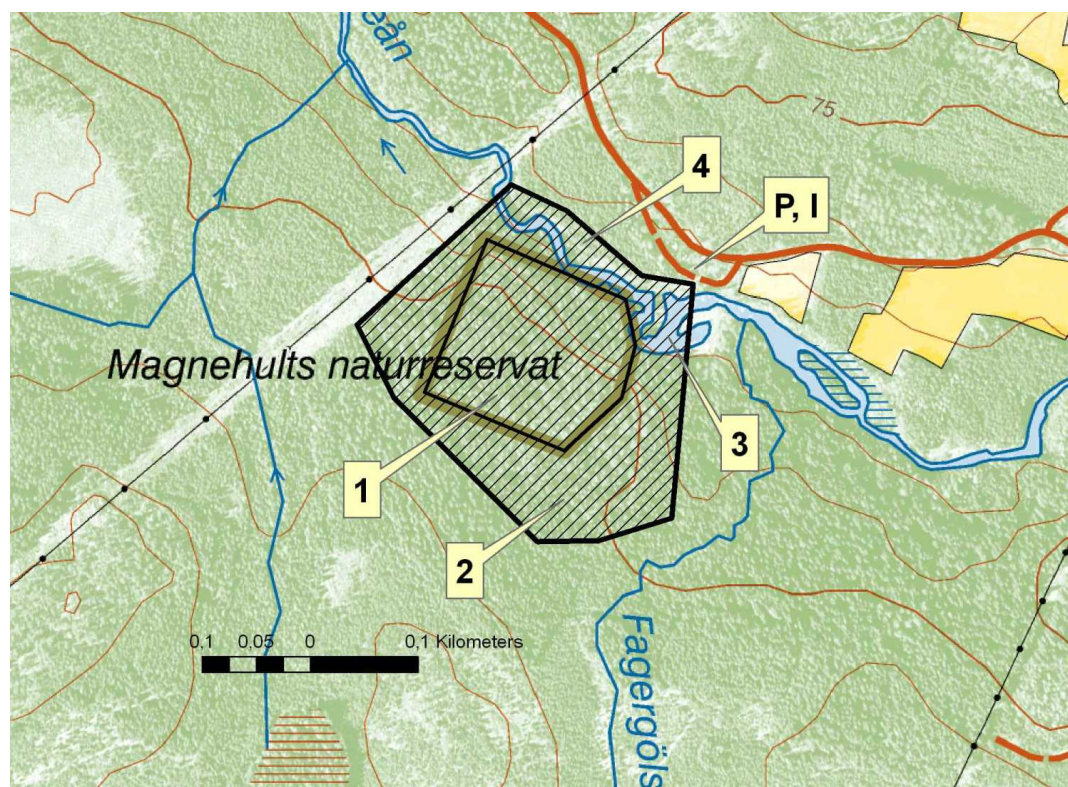 eån
75
4
P, I
Magnehults naturreservat
3
1
2
0,1 0,05 0 0,1 Kilometers
Fagergöls